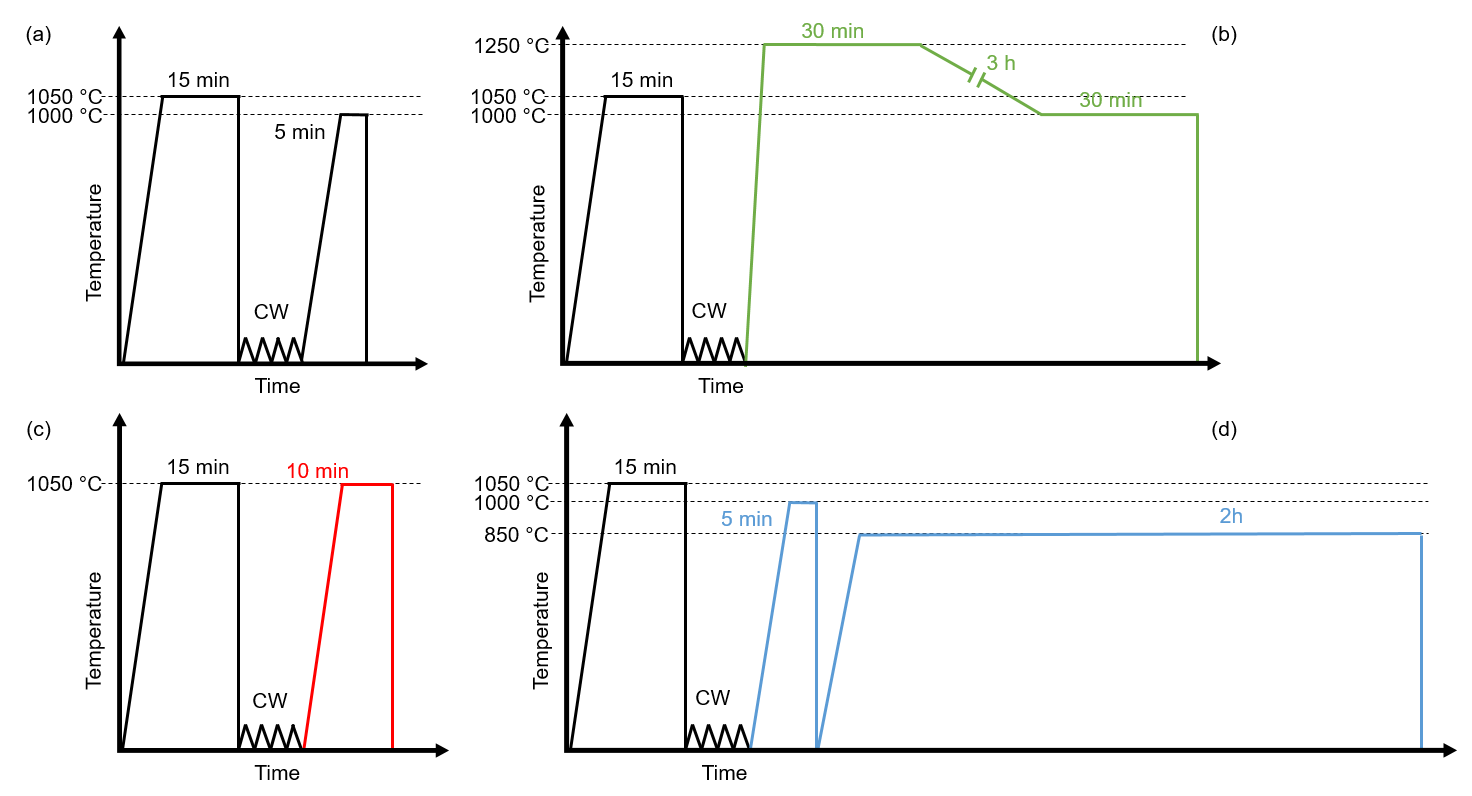 (a)
15 min
1050 °C
1000 °C
5 min
CW
Temperature
Time
(b)
30 min
1250 °C
3 h
15 min
1050 °C
30 min
1000 °C
CW
Temperature
Time
(c)
15 min
10 min
1050 °C
CW
Temperature
Time
(d)
15 min
1050 °C
1000 °C
5 min
2h
850 °C
CW
Temperature
Time